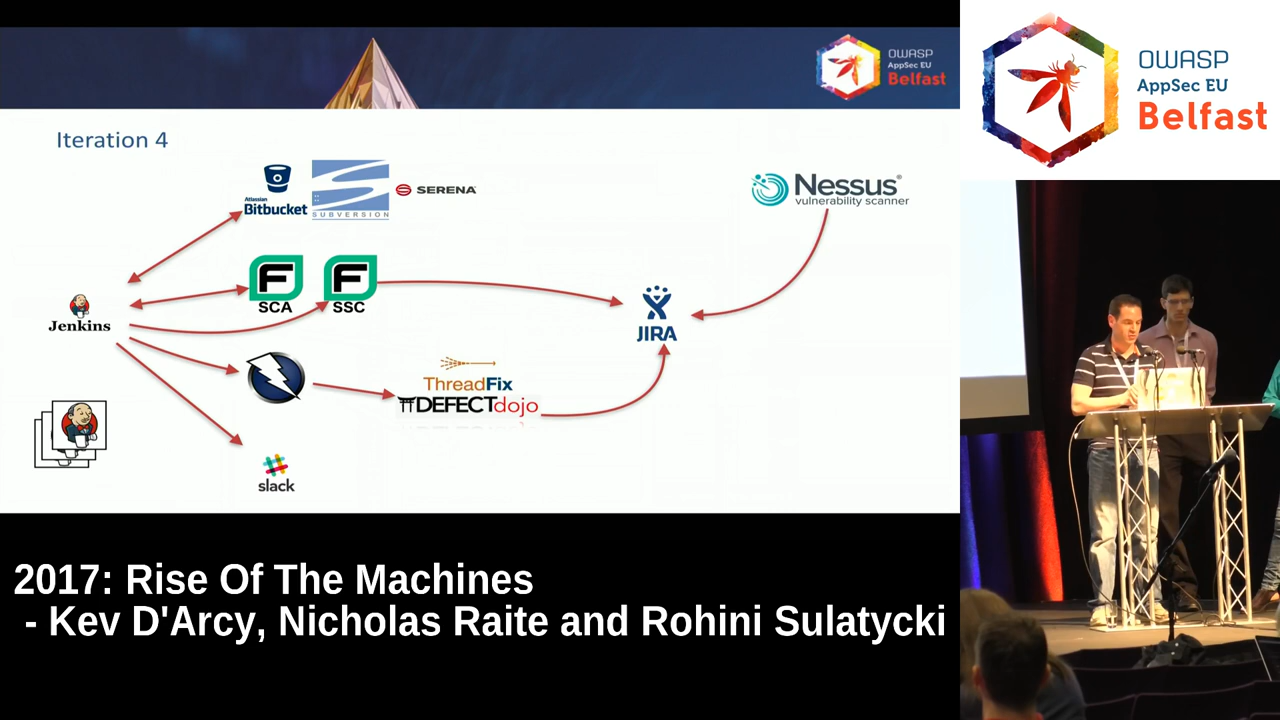 OWASP
AppSec EU
Belfast
OWASP
AppSec EU
Belfast
Iteration 4
Atlassian
Bitbucket
SUBVERSION
SERENA
Nessus®
vulnerability scanner
F
F
SCA
SSC
Jenkins
JIRA
ThreadFix
DEFECTdojo
slack
2017: Rise Of The Machines
- Kev D'Arcy, Nicholas Raite and Rohini Sulatycki